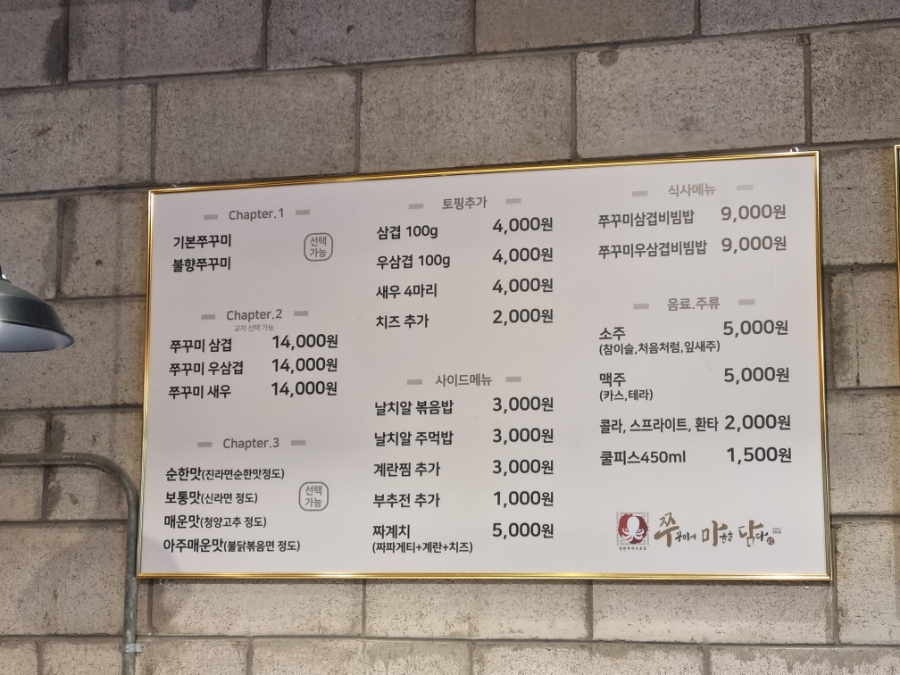 Chapter.1
기본쭈꾸미
불향쭈꾸미
선택
가능
Chapter.2
교차 선택 가능
쭈꾸미 삼겹 14,000원
쭈꾸미 우삼겹 14,000원
쭈꾸미 새우 14,000원
Chapter.3
순한맛(진라면순한맛정도)
보통맛(신라면 정도)
매운맛(청양고추 정도)
아주매운맛(불닭볶음면 정도)
선택
가능
토핑추가
삼겹 100g 4,000원
우삼겹 100g 4,000원
새우 4마리 4,000원
치즈 추가 2,000원
사이드메뉴
날치알 볶음밥 3,000원
날치알 주먹밥 3,000원
계란찜 추가 3,000원
부추전 추가 1,000원
짜계치 5,000원
(짜파게티+계란+치즈)
식사메뉴
쭈꾸미삼겹비빔밥 9,000원
쭈꾸미우삼겹비빔밥 9,000원
음료.주류
소주 5,000원
(참이슬,처음처럼,잎새주)
맥주 5,000원
(카스,테라)
콜라, 스프라이트, 환타 2,000원
쿨피스450ml 1,500원
쭈꾸미에 마음을 담다